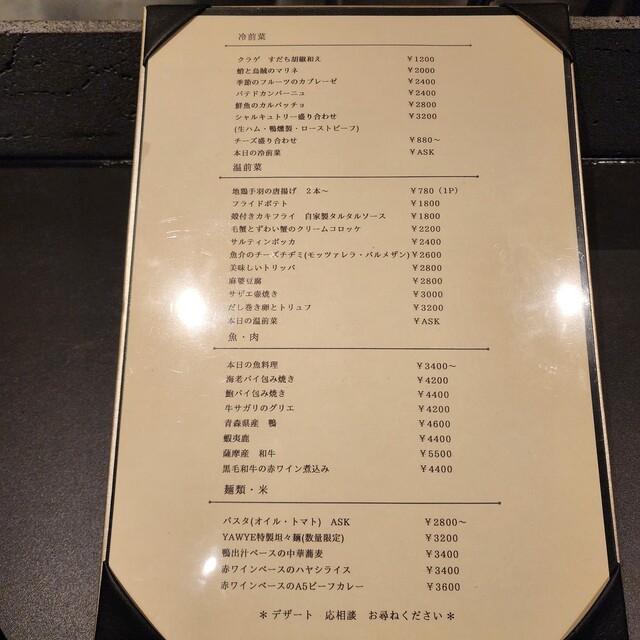 冷前菜
クラゲ すだち胡椒和え ￥1200
蛸と烏賊のマリネ ￥2000
季節のフルーツのカプレーゼ ￥2400
パテドカンパーニュ ￥2400
鮮魚のカルパッチョ ￥2800
シャルキュトリー盛り合わせ ￥3200
(生ハム・鴨燻製・ローストビーフ)
チーズ盛り合わせ ￥880～
本日の冷前菜 ￥ASK
温前菜
地鶏手羽の唐揚げ 2本～ ￥780（1P）
フライドポテト ￥1800
殻付きカキフライ 自家製タルタルソース ￥1800
毛蟹とずわい蟹のクリームコロッケ ￥2200
サルティンボッカ ￥2400
魚介のチーズチヂミ(モッツァレラ・パルメザン) ￥2600
美味しいトリッパ ￥2800
麻婆豆腐 ￥2800
サザエ壷焼き ￥3000
だし巻き卵とトリュフ ￥3200
本日の温前菜 ￥ASK
魚・肉
本日の魚料理 ￥3400～
海老パイ包み焼き ￥4200
鮑パイ包み焼き ￥4400
牛サガリのグリエ ￥4200
青森県産 鴨 ￥4600
蝦夷鹿 ￥4400
薩摩産 和牛 ￥5500
黒毛和牛の赤ワイン煮込み ￥4400
麺類・米
パスタ(オイル・トマト) ASK ￥2800～
YAWYE特製坦々麺(数量限定) ￥3200
鴨出汁ベースの中華蕎麦 ￥3400
赤ワインベースのハヤシライス ￥3400
赤ワインベースのA5ビーフカレー ￥3600
＊デザート 応相談 お尋ねください＊